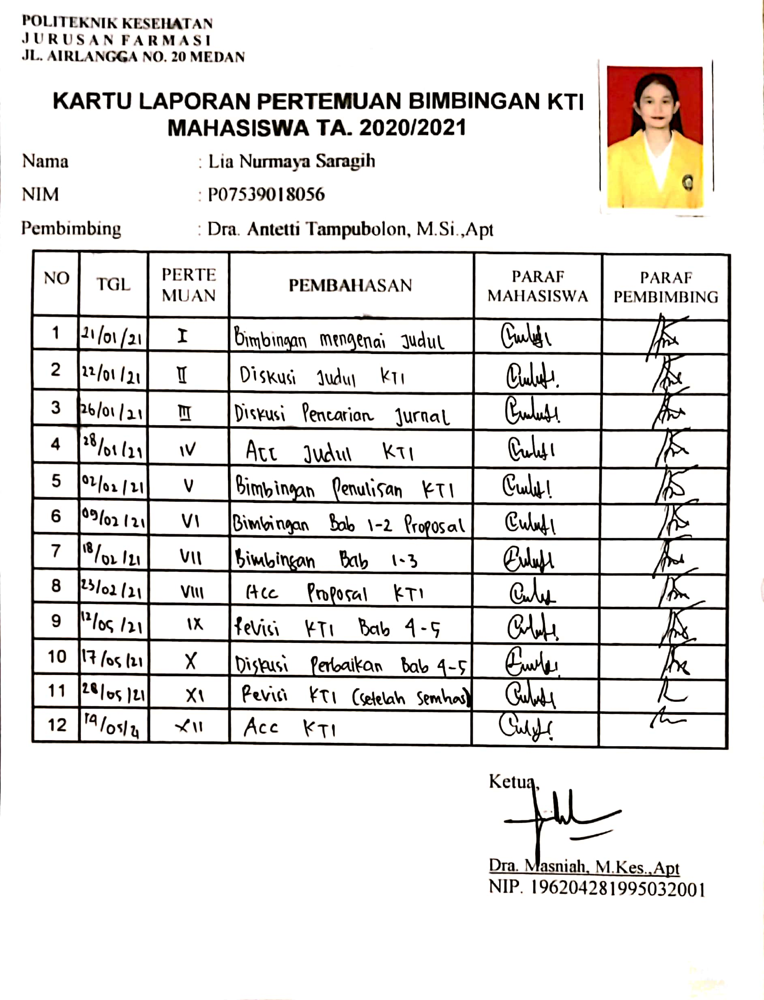 POLITEKNIK KESEHATAN
JURUSAN FARMASI
JL. AIRLANGGA NO. 20 MEDAN
KARTU LAPORAN PERTEMUAN BIMBINGAN KTI
MAHASISWA TA. 2020/2021
Nama : Lia Nurmaya Saragih
NIM : P07539018056
Pembimbing : Dra. Antetti Tampubolon, M.Si.,Apt
NO TGL PERTE MUAN PEMBAHASAN PARAF MAHASISWA PARAF PEMBIMBING
1 21/01/21 I Bimbingan mengenai Judul
2 22/01/21 II Diskusi Judul KTI
3 26/01/21 III Diskusi Pencarian Jurnal
4 28/01/21 IV Acc Judul KTI
5 02/02/21 V Bimbingan Penulisan KTI
6 09/02/21 VI Bimbingan Bab 1-2 Proposal
7 18/02/21 VII Bimbingan Bab 1-3
8 23/02/21 VIII Acc Proposal KTI
9 12/05/21 IX Revisi KTI Bab 4-5
10 17/05/21 X Diskusi Perbaikan Bab 4-5
11 28/05/21 XI Revisi KTI (setelah Semhas)
12 XII Acc KTI
Ketua,
Dra. Masniah, M.Kes.,Apt
NIP. 196204281995032001